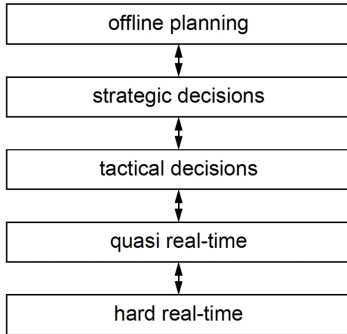 offline planning
strategic decisions
tactical decisions
quasi real-time
hard real-time